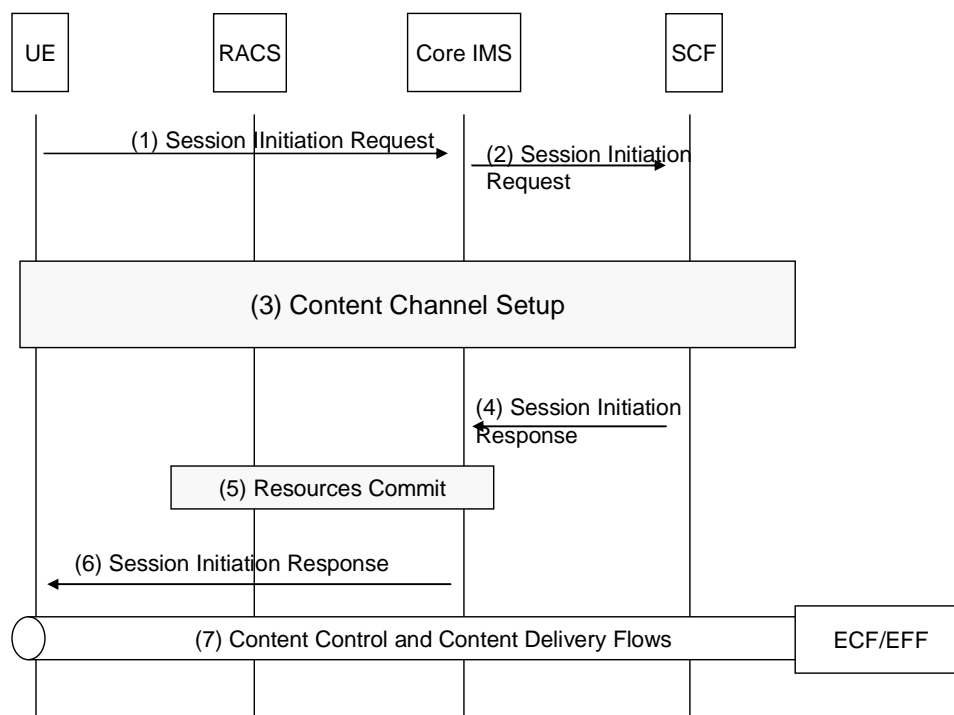 UE
RACS
Core IMS
SCF
(1) Session IInitiation Request
(2) Session Initiation
Request
(3) Content Channel Setup
(4) Session Initiation
Response
(5) Resources Commit
(6) Session Initiation Response
(7) Content Control and Content Delivery Flows
ECF/EFF